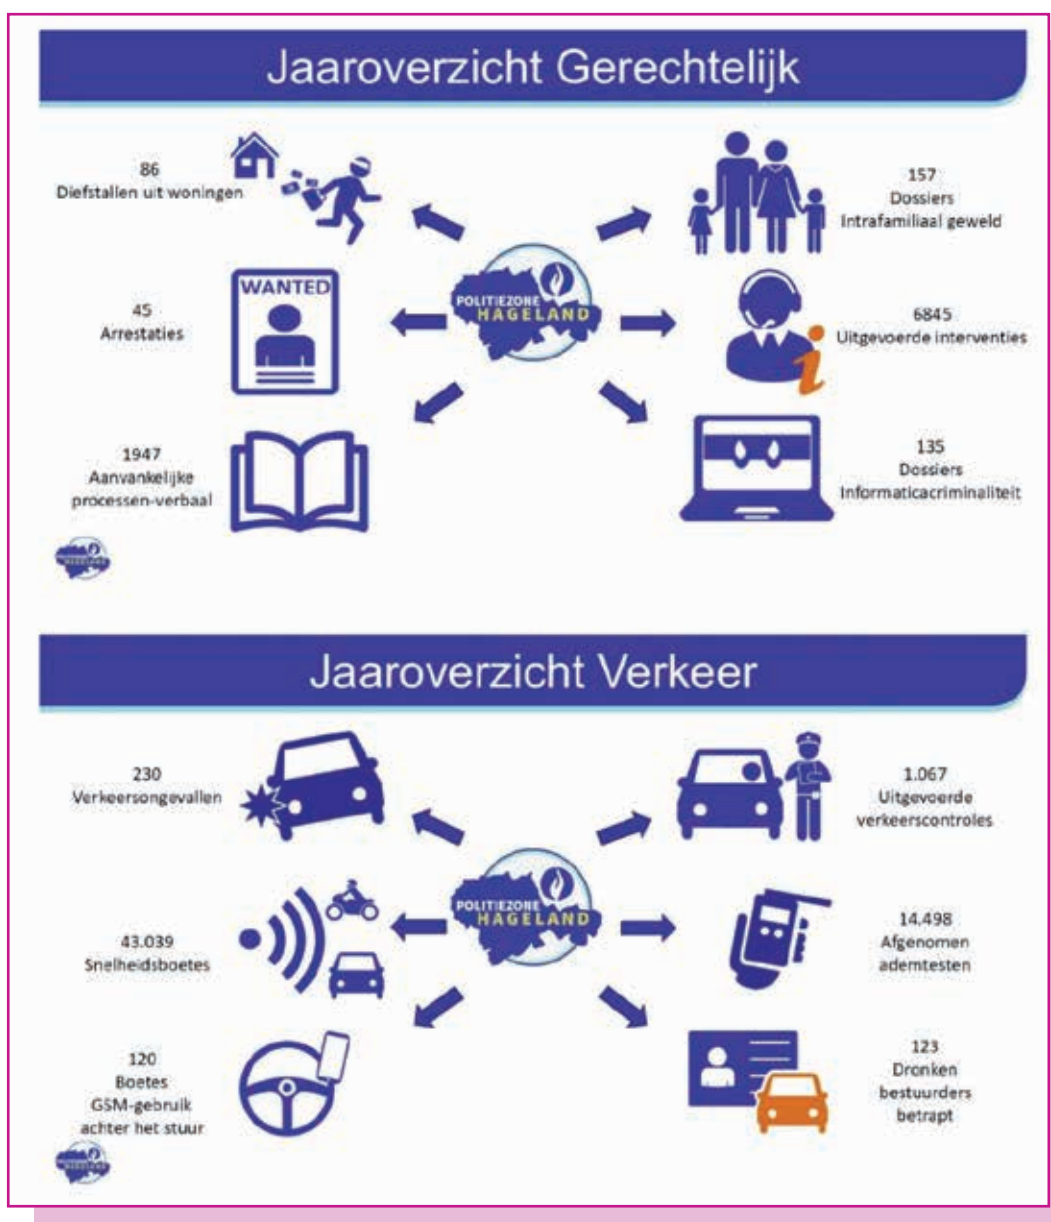 Jaaroverzicht Gerechtelijk
86
Diefstallen uit woningen
157
Dossiers
Intrafamiliaal geweld
WANTED
45
Arrestaties
POLITIEZONE
HAGELAND
6845
Uitgevoerde interventies
1947
Aanvankelijke
processen-verbaal
135
Dossiers
Informaticacriminaliteit
HAGELAND
Jaaroverzicht Verkeer
230
Verkeersongevallen
1.067
Uitgevoerde
verkeerscontroles
43.039
Snelheidsboetes
POLITIEZONE
HAGELAND
14.498
Afgenomen
ademtesten
120
Boetes
GSM-gebruik
achter het stuur
123
Dronken
bestuurders
betrapt
HAGELAND